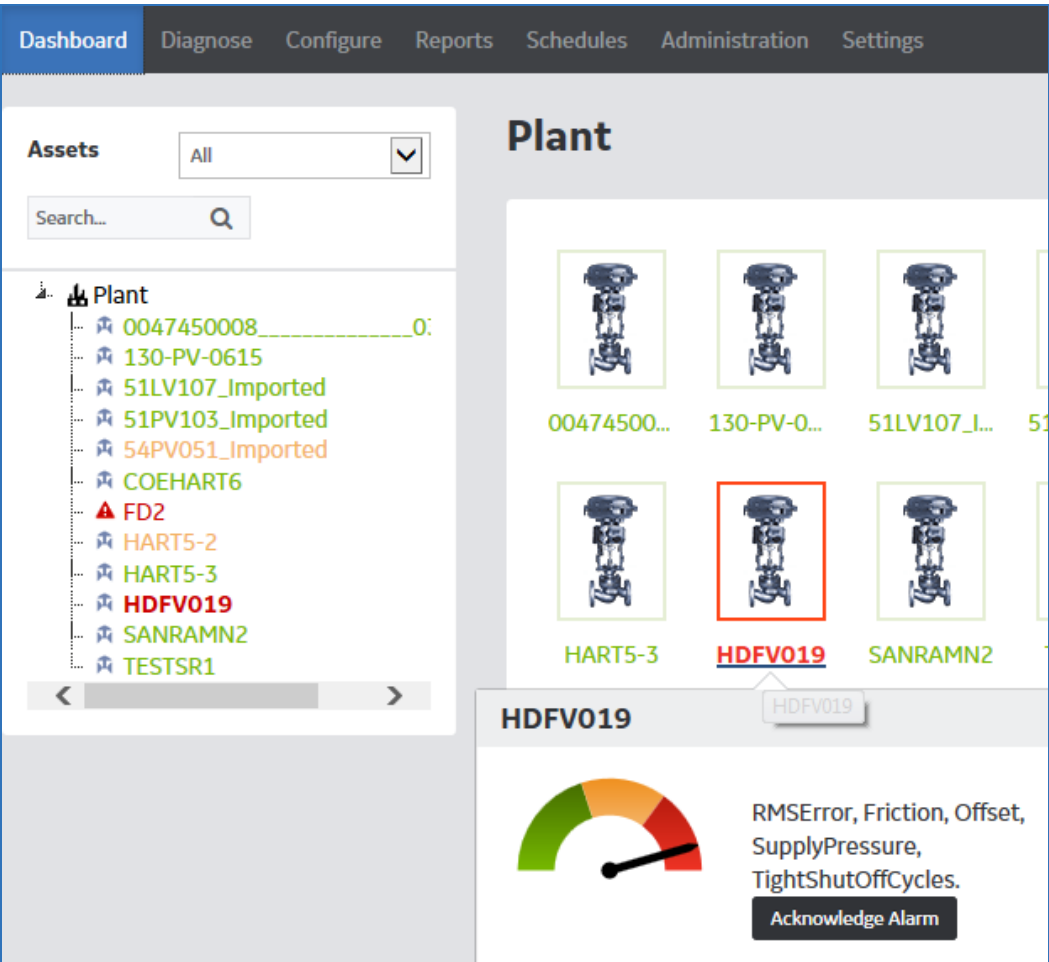 Dashboard Diagnose Configure Reports Schedules Administration Settings
Assets
All
Search...
Plant
0047450008______________0
130-PV-0615
51LV107_Imported
51PV103_Imported
54PV051_Imported
COEHART6
FD2
HART5-2
HART5-3
HDFV019
SANRAMN2
TESTSR1
Plant
00474500... 130-PV-0... 51LV107_I... 51
HART5-3 HDFV019 SANRAMN2
HDFV019
HDFV019
RMSError, Friction, Offset,
SupplyPressure,
TightShutOffCycles.
Acknowledge Alarm